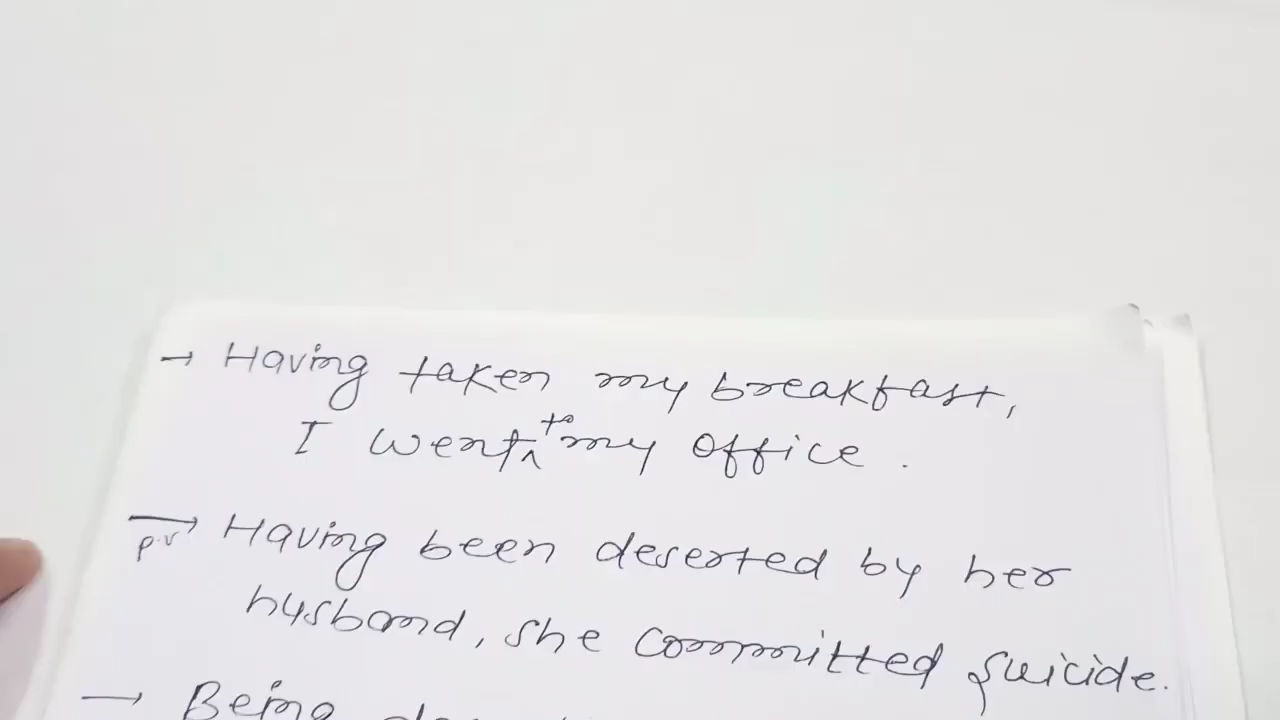 → Having taken my breakfast,
I went to my office.
p.v → Having been deserted by her
husband, she committed suicide.
→ Being